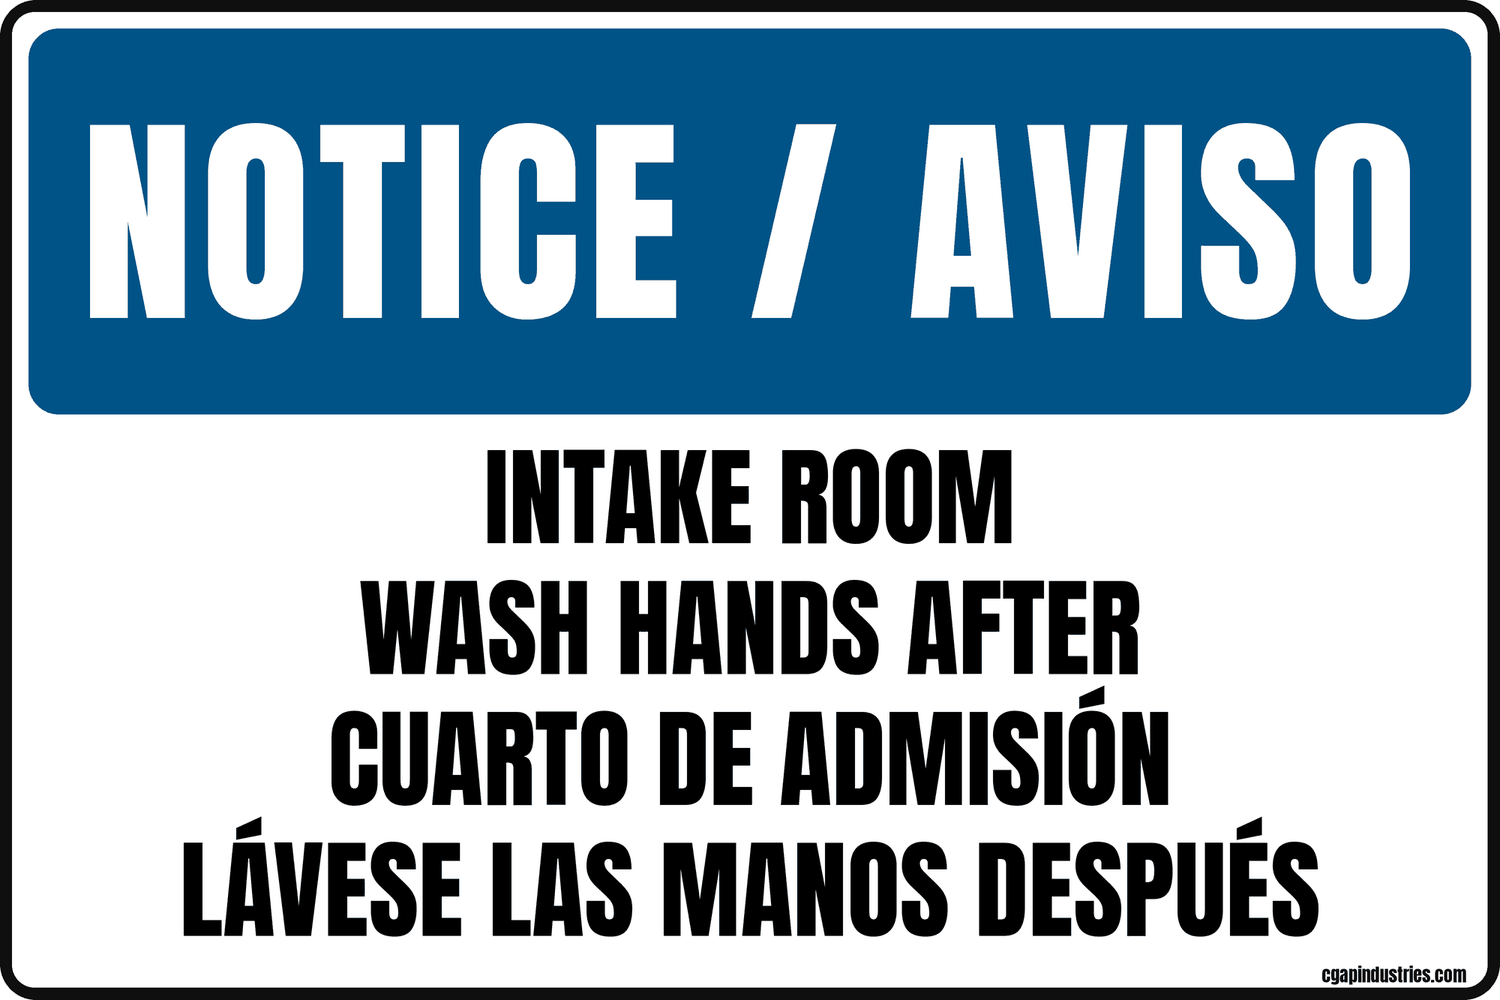 NOTICE / AVISO
INTAKE ROOM
WASH HANDS AFTER
CUARTO DE ADMISIÓN
LÁVESE LAS MANOS DESPUÉS
cgapindustries.com